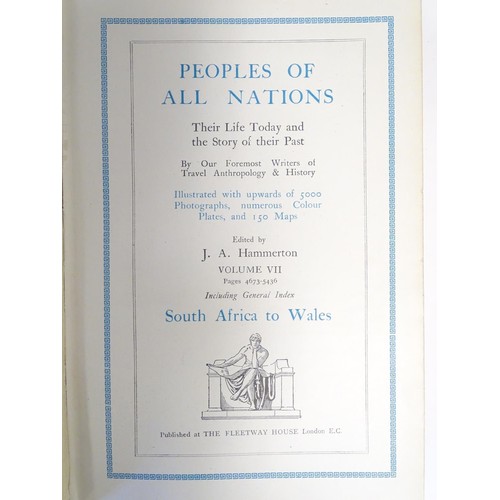 PEOPLES OF
ALL NATIONS
Their Life Today and
the Story of their Past
By Our Foremost Writers of
Travel Anthropology & History
Illustrated with upwards of 5000
Photographs, numerous Colour
Plates, and 150 Maps
Edited by
J. A. Hammerton
VOLUME VII
Pages 4673-5436
Including General Index
South Africa to Wales
Published at THE FLEETWAY HOUSE London E.C.